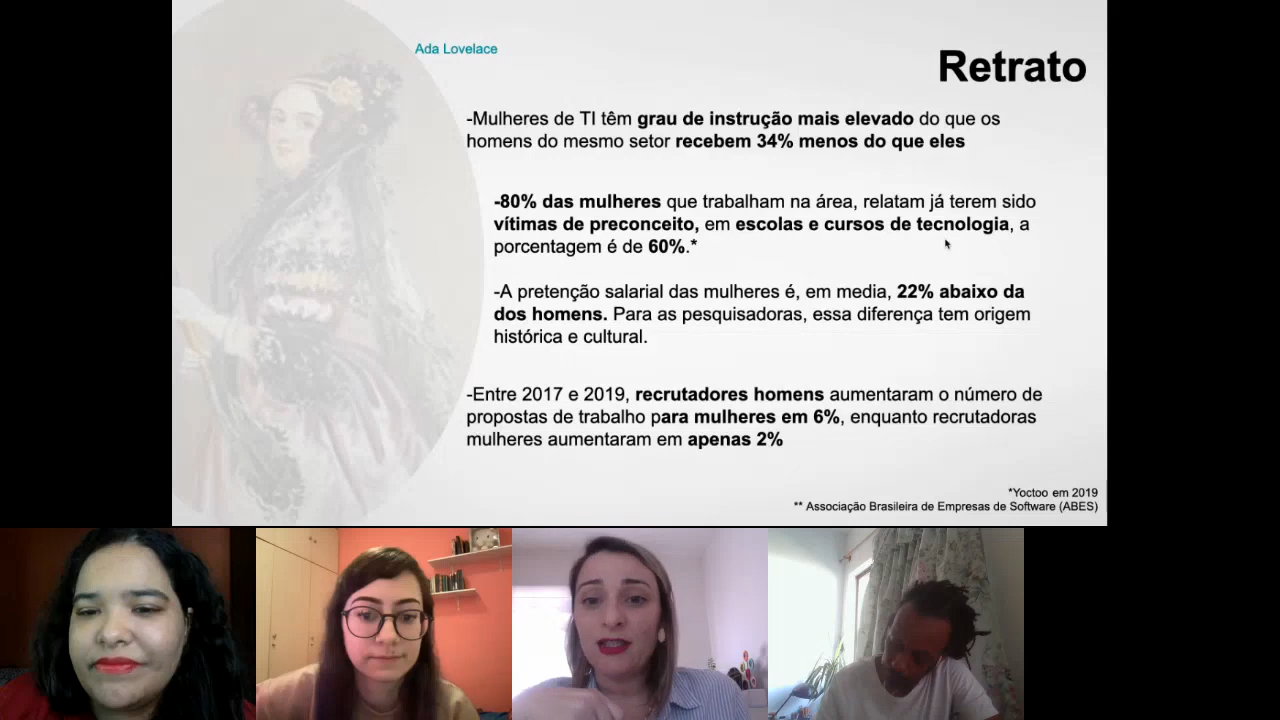 Ada Lovelace
Retrato
-Mulheres de TI têm grau de instrução mais elevado do que os
homens do mesmo setor recebem 34% menos do que eles
-80% das mulheres que trabalham na área, relatam já terem sido
vítimas de preconceito, em escolas e cursos de tecnologia, a
porcentagem é de 60%.*
-A pretenção salarial das mulheres é, em media, 22% abaixo da
dos homens. Para as pesquisadoras, essa diferença tem origem
histórica e cultural.
-Entre 2017 e 2019, recrutadores homens aumentaram o número de
propostas de trabalho para mulheres em 6%, enquanto recrutadoras
mulheres aumentaram em apenas 2%
*Yoctoo em 2019
** Associação Brasileira de Empresas de Software (ABES)